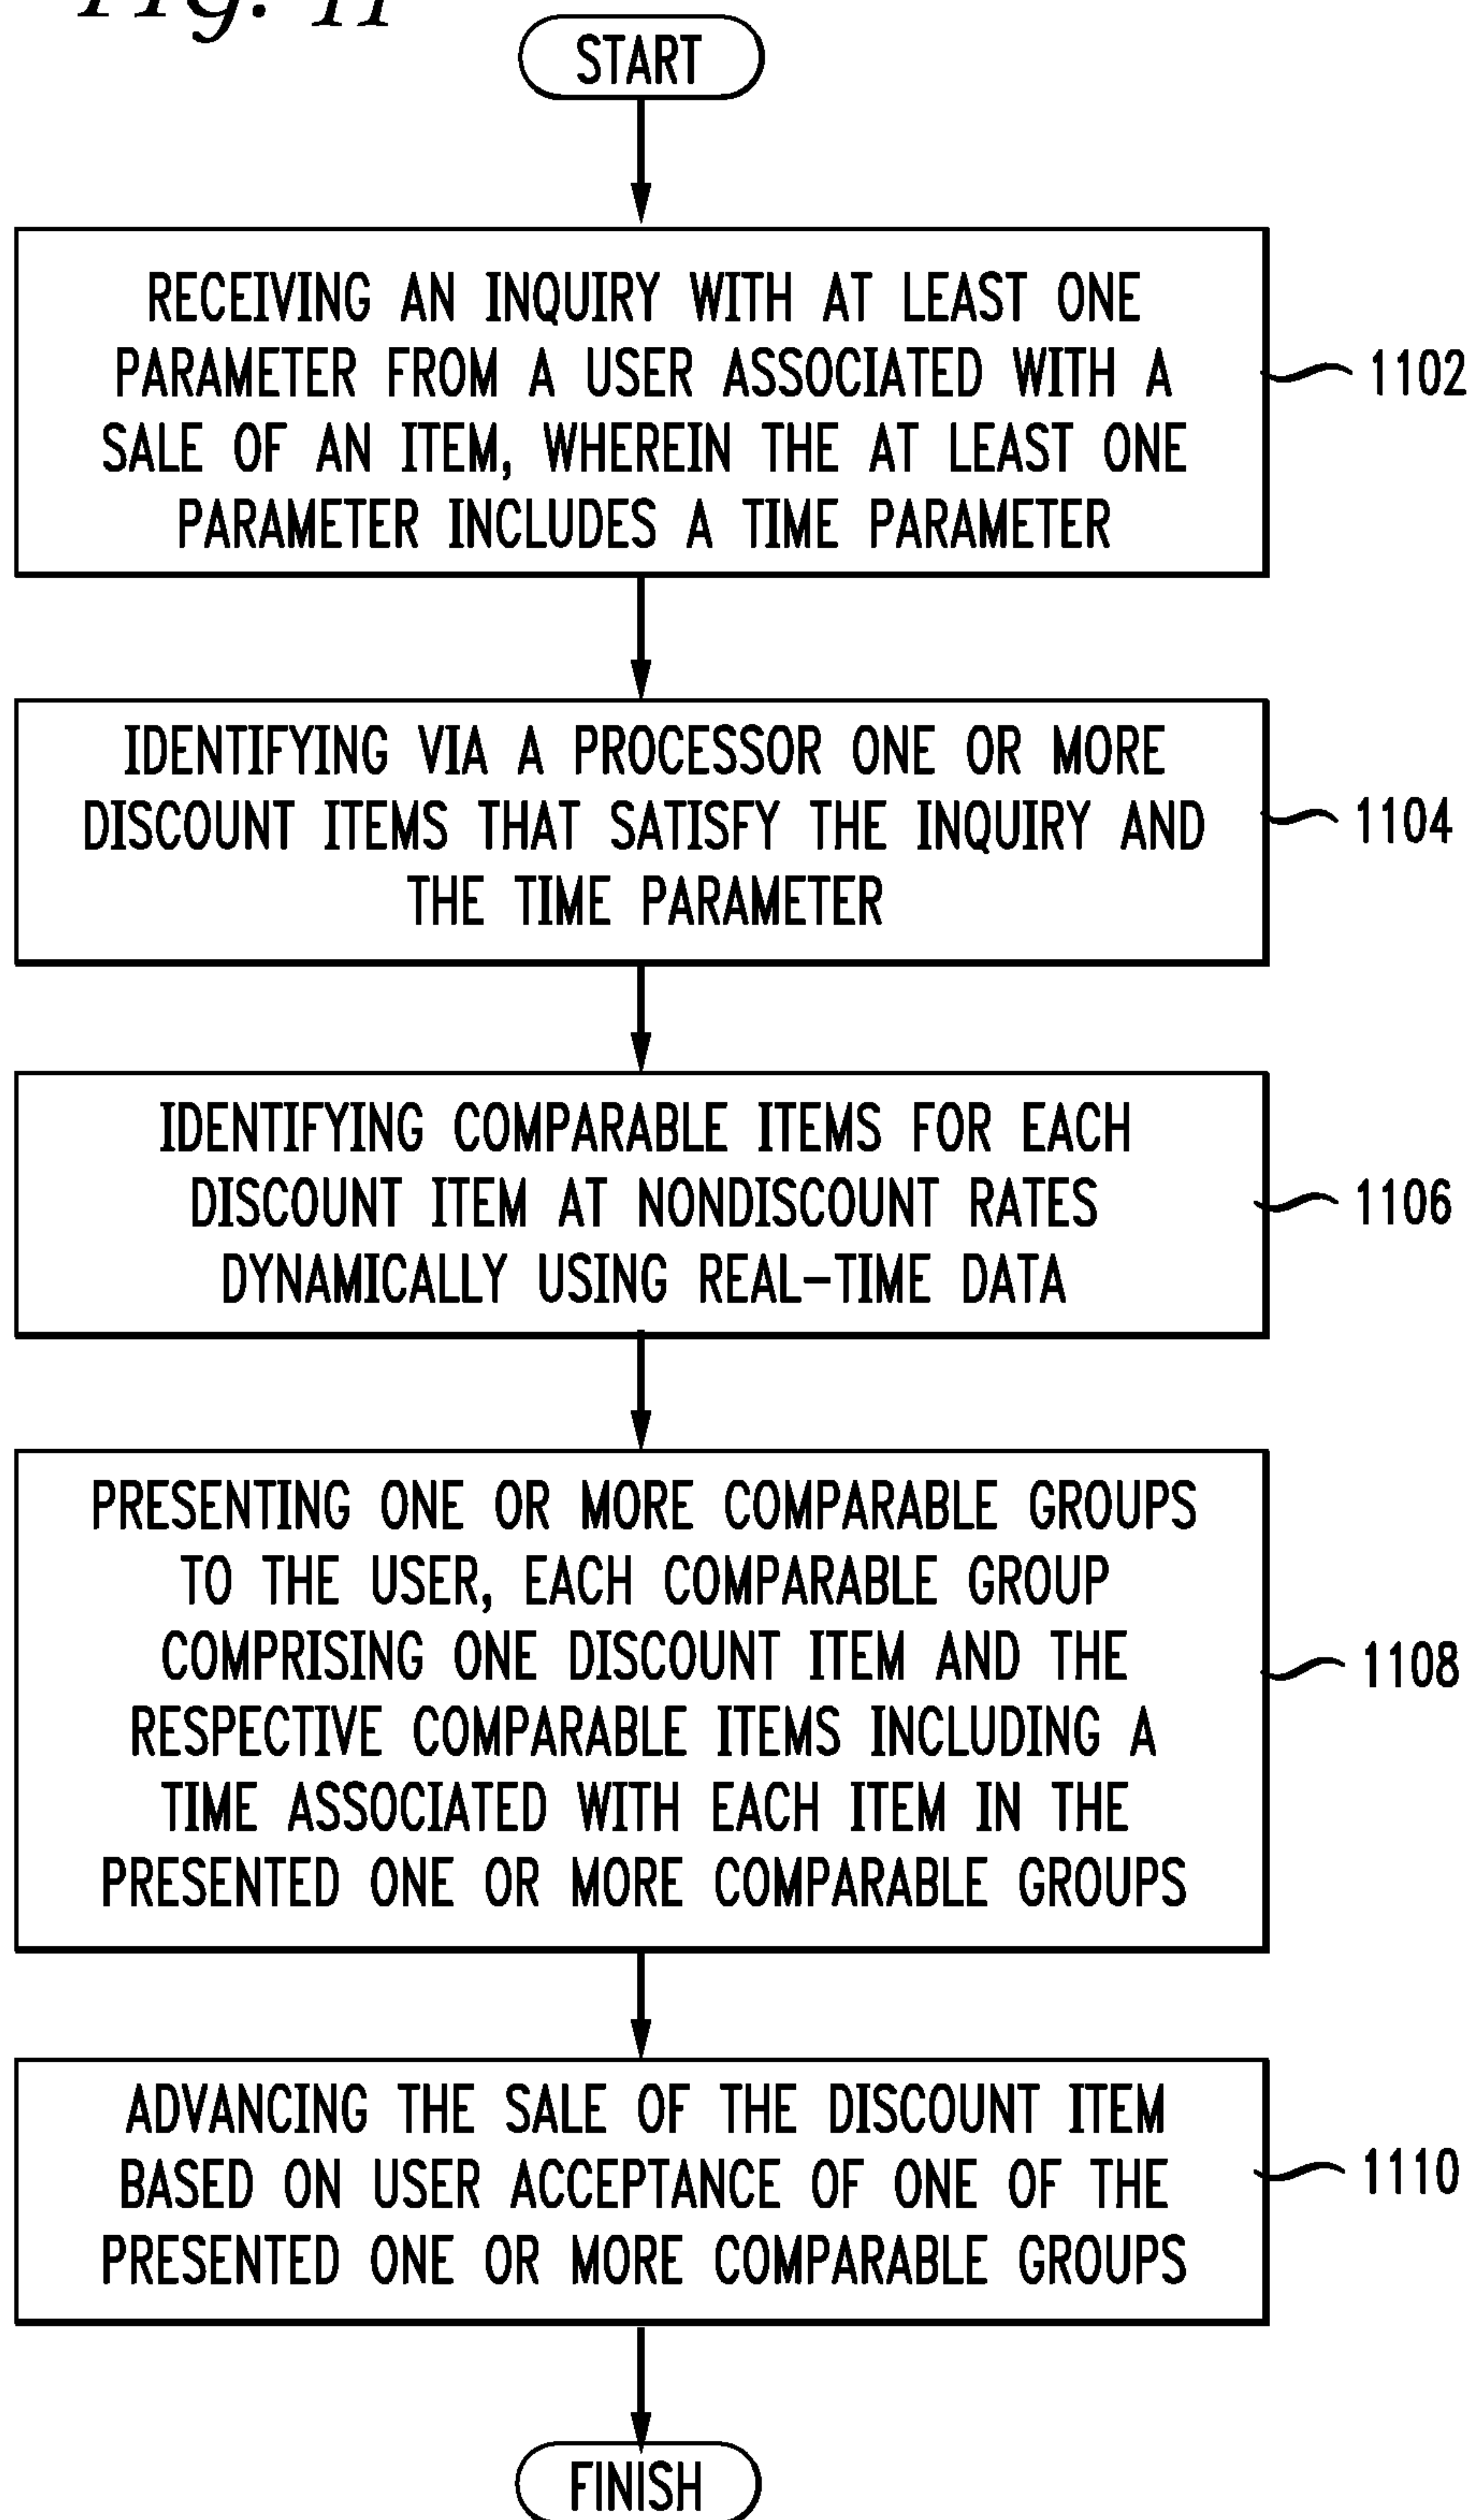 Fig. 11
START
RECEIVING AN INQUIRY WITH AT LEAST ONE
PARAMETER FROM A USER ASSOCIATED WITH A
SALE OF AN ITEM, WHEREIN THE AT LEAST ONE
PARAMETER INCLUDES A TIME PARAMETER
1102
IDENTIFYING VIA A PROCESSOR ONE OR MORE
DISCOUNT ITEMS THAT SATISFY THE INQUIRY AND
THE TIME PARAMETER
1104
IDENTIFYING COMPARABLE ITEMS FOR EACH
DISCOUNT ITEM AT NONDISCOUNT RATES
DYNAMICALLY USING REAL-TIME DATA
1106
PRESENTING ONE OR MORE COMPARABLE GROUPS
TO THE USER, EACH COMPARABLE GROUP
COMPRISING ONE DISCOUNT ITEM AND THE
RESPECTIVE COMPARABLE ITEMS INCLUDING A
TIME ASSOCIATED WITH EACH ITEM IN THE
PRESENTED ONE OR MORE COMPARABLE GROUPS
1108
ADVANCING THE SALE OF THE DISCOUNT ITEM
BASED ON USER ACCEPTANCE OF ONE OF THE
PRESENTED ONE OR MORE COMPARABLE GROUPS
1110
FINISH